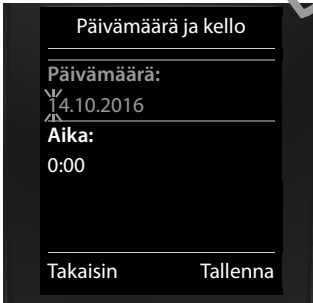 Päivämäärä ja kello
Päivämäärä:
14.10.2016
Aika:
0:00
Takaisin
Tallenna